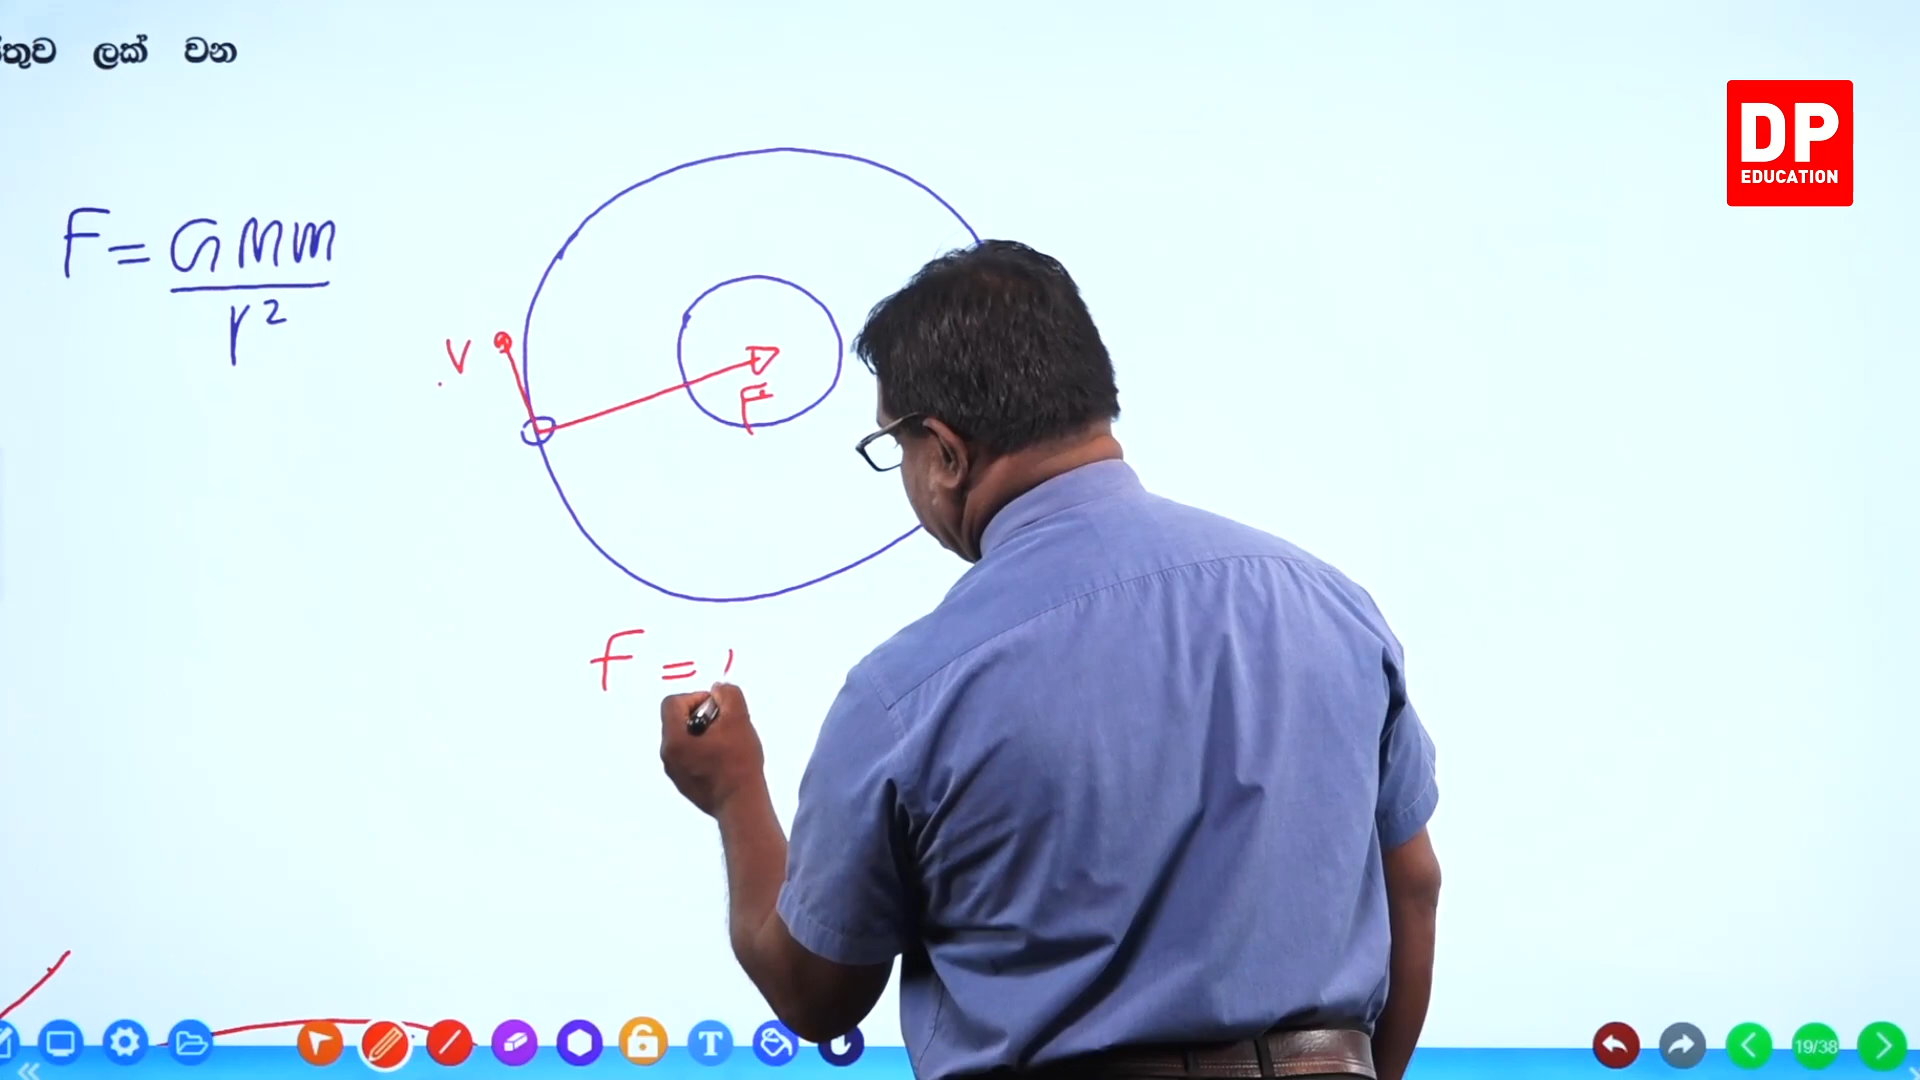 වන ලක්
DP
EDUCATION
F = GMm
r²
V
F
F =
19/38
T